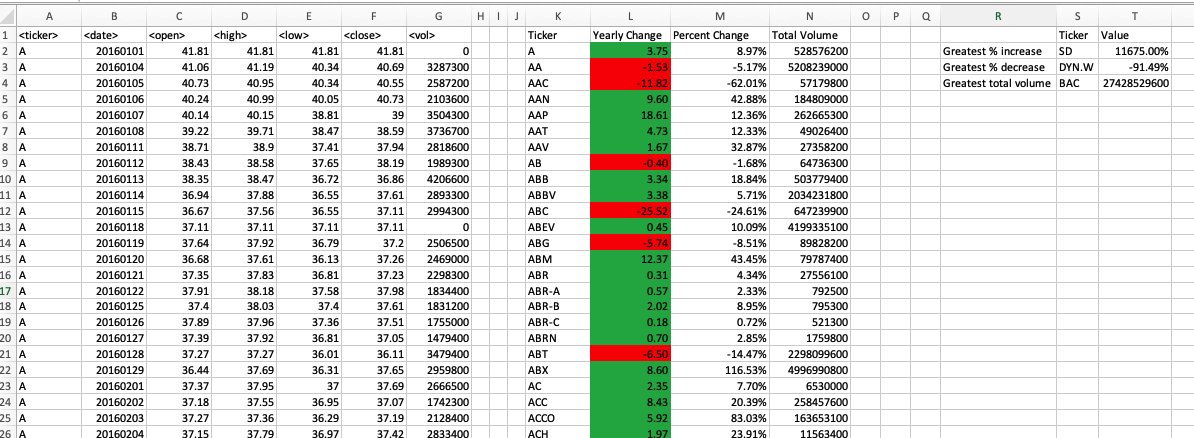 A B C D E F G H I J K L M N O P Q R S T
1 <ticker> <date> <open> <high> <low> <close> <vol> Ticker Yearly Change Percent Change Total Volume Ticker Value
2 A 20160101 41.81 41.81 41.81 41.81 0 A 3.75 8.97% 528576200 Greatest % increase SD 11675.00%
3 A 20160104 41.06 41.19 40.34 40.69 3287300 AA -1.53 -5.17% 5208239000 Greatest % decrease DYN.W -91.49%
4 A 20160105 40.73 40.95 40.34 40.55 2587200 AAC -11.82 -62.01% 57179800 Greatest total volume BAC 27428529600
5 A 20160106 40.24 40.99 40.05 40.73 2103600 AAN 9.60 42.88% 184809000
6 A 20160107 40.14 40.15 38.81 39 3504300 AAP 18.61 12.36% 262665300
7 A 20160108 39.22 39.71 38.47 38.59 3736700 AAT 4.73 12.33% 49026400
8 A 20160111 38.71 38.9 37.41 37.94 2818600 AAV 1.67 32.87% 27358200
9 A 20160112 38.43 38.58 37.65 38.19 1989300 AB -0.40 -1.68% 64736300
10 A 20160113 38.35 38.47 36.72 36.86 4206600 ABB 3.34 18.84% 503779400
11 A 20160114 36.94 37.88 36.55 37.61 2893300 ABBV 3.38 5.71% 2034231800
12 A 20160115 36.67 37.56 36.55 37.11 2994300 ABC -25.52 -24.61% 647239900
13 A 20160118 37.11 37.11 37.11 37.11 0 ABEV 0.45 10.09% 4199335100
14 A 20160119 37.64 37.92 36.79 37.2 2506500 ABG -5.74 -8.51% 89828200
15 A 20160120 36.68 37.61 36.13 37.26 2469000 ABM 12.37 43.45% 79787400
16 A 20160121 37.35 37.83 36.81 37.23 2298300 ABR 0.31 4.34% 27556100
17 A 20160122 37.91 38.18 37.58 37.98 1834400 ABR-A 0.57 2.33% 792500
18 A 20160125 37.4 38.03 37.4 37.61 1831200 ABR-B 2.02 8.95% 795300
19 A 20160126 37.89 37.96 37.36 37.51 1755000 ABR-C 0.18 0.72% 521300
20 A 20160127 37.39 37.92 36.81 37.05 1479400 ABRN 0.70 2.85% 1759800
21 A 20160128 37.27 37.27 36.01 36.11 3479400 ABT -6.50 -14.47% 2298099600
22 A 20160129 36.44 37.69 36.31 37.65 2959800 ABX 8.60 116.53% 4996990800
23 A 20160201 37.37 37.95 37 37.69 2666500 AC 2.35 7.70% 6530000
24 A 20160202 37.18 37.55 36.95 37.07 1742300 ACC 8.43 20.39% 258457600
25 A 20160203 37.27 37.36 36.29 37.19 2128400 ACCO 5.92 83.03% 163653100
26 A 20160204 37.15 37.79 36.97 37.42 2833400 ACH 1.97 23.91% 11563400